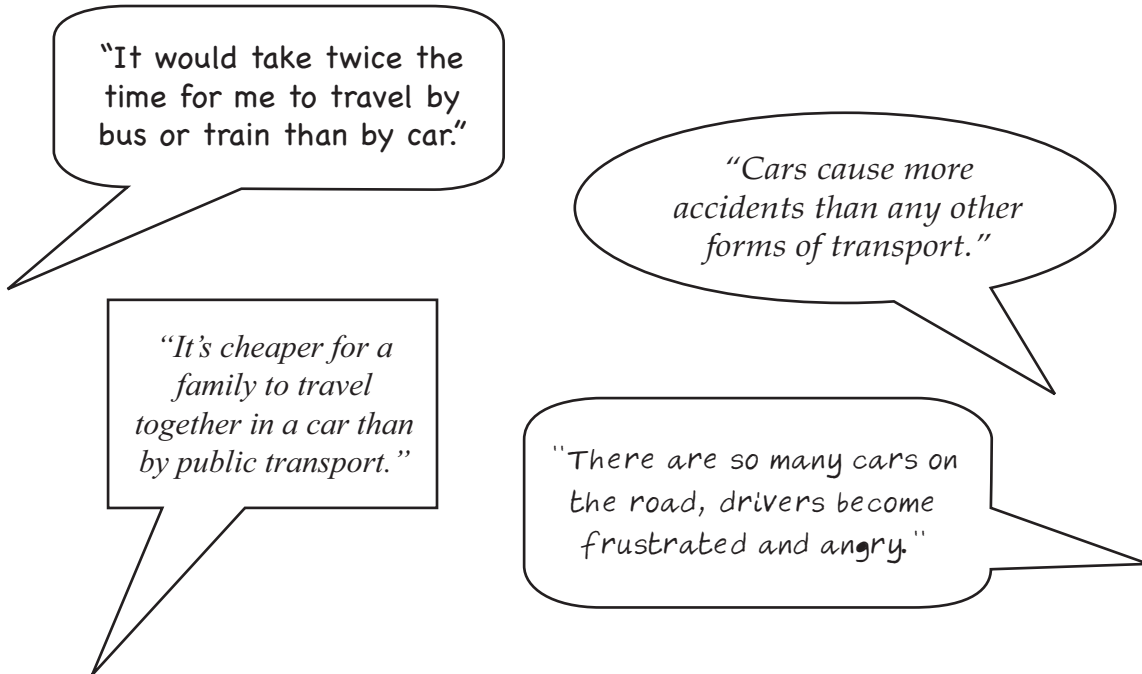 “It would take twice the
time for me to travel by
bus or train than by car.”
“Cars cause more
accidents than any other
forms of transport.”
“It’s cheaper for a
family to travel
together in a car than
by public transport.”
"There are so many cars on
the road, drivers become
frustrated and angry."